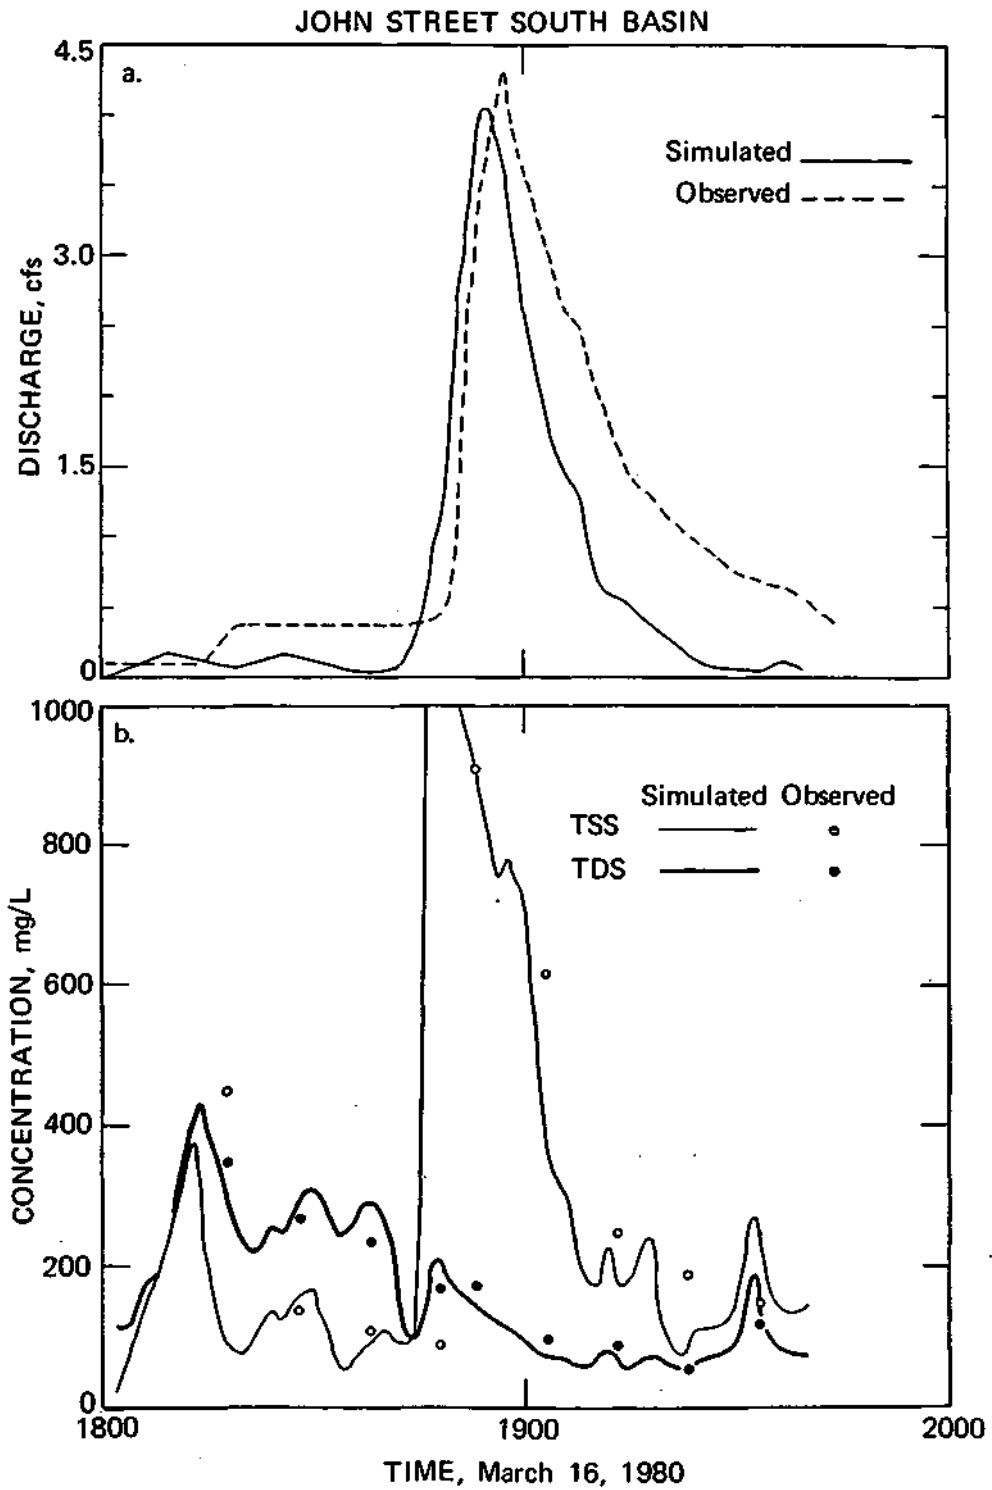 JOHN STREET SOUTH BASIN
4.5
a.
Simulated
Observed
3.0
DISCHARGE, cfs
1.5
0
1000
b.
Simulated Observed
TSS
800
TDS
CONCENTRATION, mg/L
600
400
200
0
1800 1900 2000
TIME, March 16, 1980